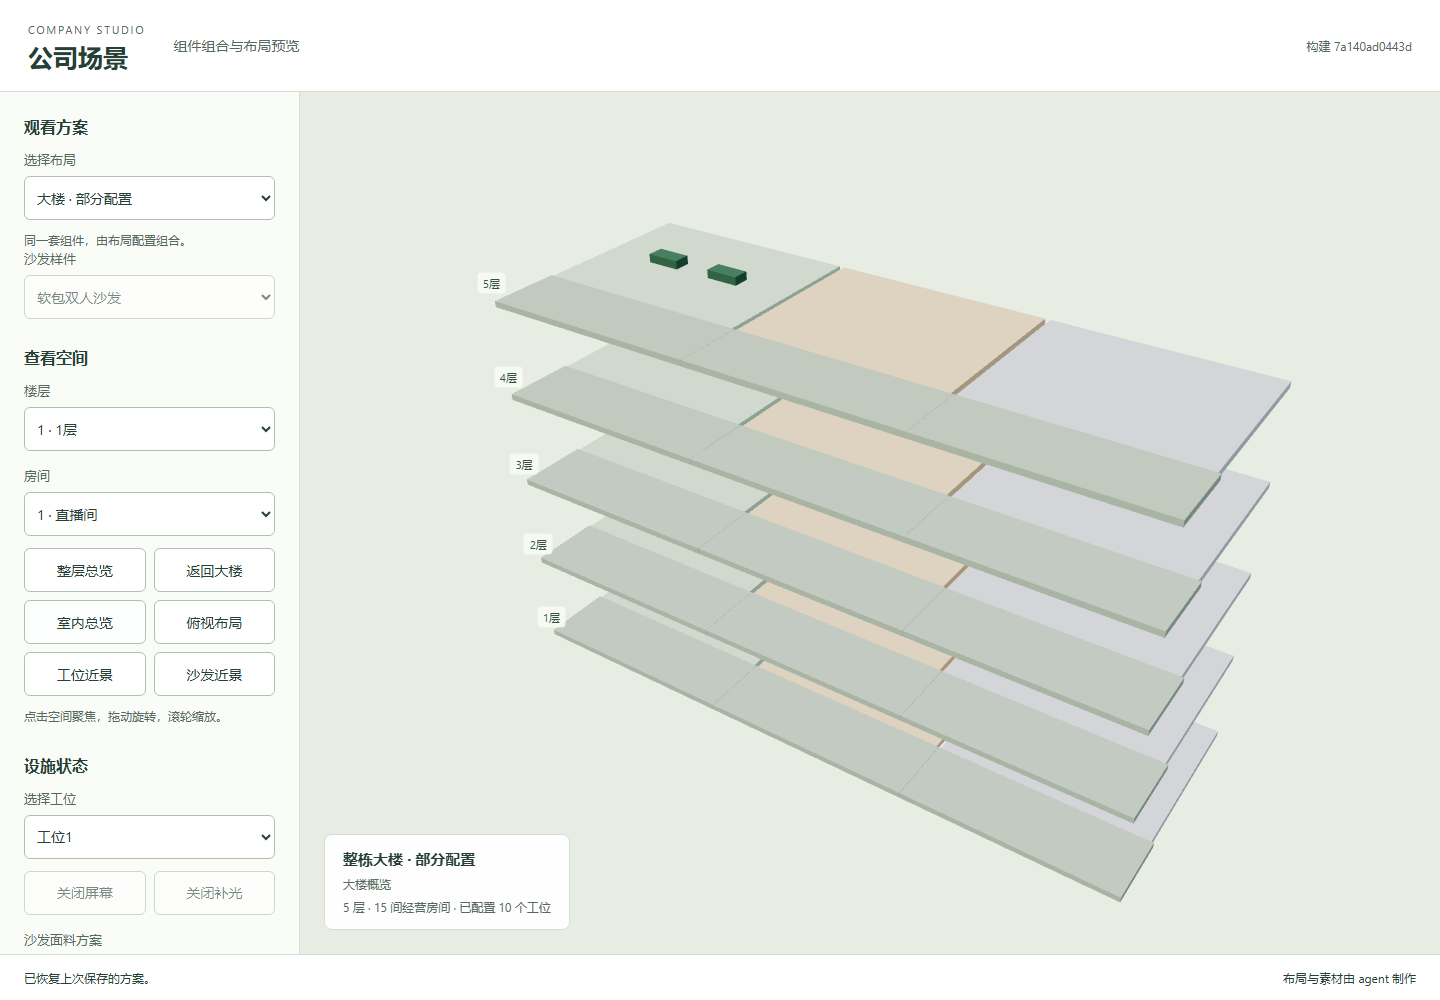 COMPANY STUDIO
公司场景
组件组合与布局预览
构建 7a140ad0443d
观看方案
选择布局
大楼 · 部分配置
同一套组件，由布局配置组合。
沙发样件
软包双人沙发
查看空间
楼层
1 · 1层
房间
1 · 直播间
整层总览
返回大楼
室内总览
俯视布局
工位近景
沙发近景
点击空间聚焦，拖动旋转，滚轮缩放。
设施状态
选择工位
工位1
关闭屏幕
关闭补光
沙发面料方案
5层
4层
3层
2层
1层
整栋大楼 · 部分配置
大楼概览
5 层 · 15 间经营房间 · 已配置 10 个工位
已恢复上次保存的方案。
布局与素材由 agent 制作